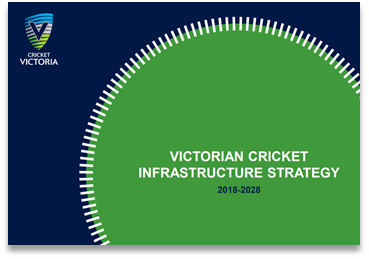 CRICKET
VICTORIA
VICTORIAN CRICKET
INFRASTRUCTURE STRATEGY
2018-2028